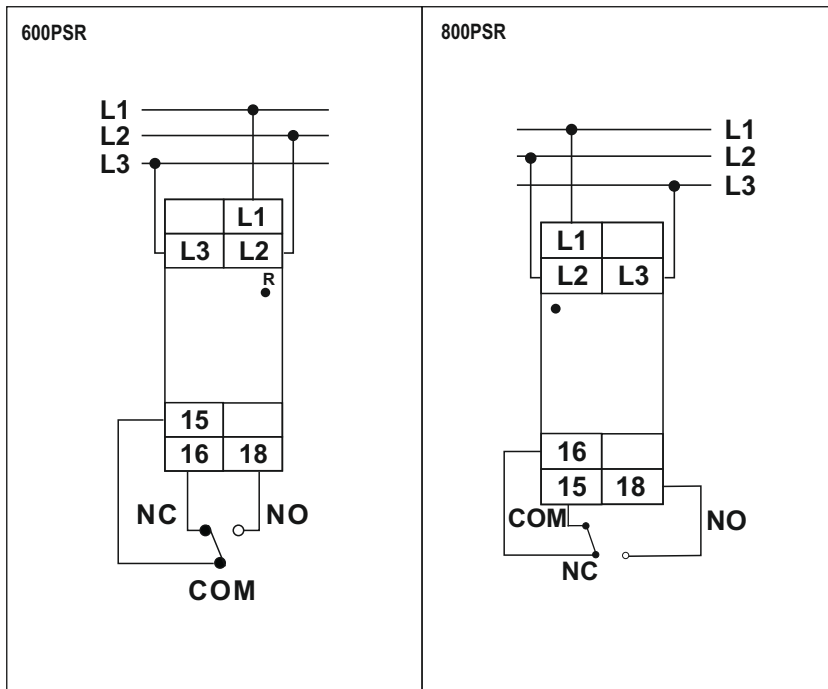 600PSR
L1
L2
L3
L1
L3 L2
R
15
16 18
NC NO
COM
800PSR
L1
L2
L3
L1
L2 L3
16
15 18
COM NO
NC